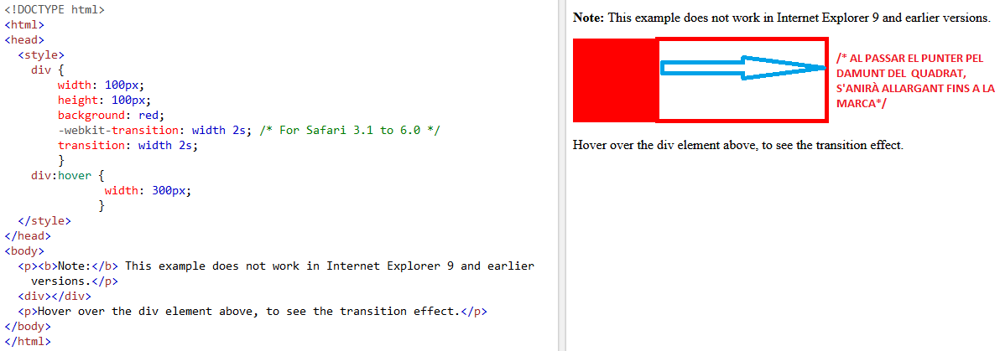 <!DOCTYPE html>
<html>
<head>
<style>
div {
width: 100px;
height: 100px;
background: red;
-webkit-transition: width 2s; /* For Safari 3.1 to 6.0 */
transition: width 2s;
}
div:hover {
width: 300px;
}
</style>
</head>
<body>
<p><b>Note:</b> This example does not work in Internet Explorer 9 and earlier
versions.</p>
<div></div>
<p>Hover over the div element above, to see the transition effect.</p>
</body>
</html>
Note: This example does not work in Internet Explorer 9 and earlier versions.
/* AL PASSAR EL PUNTER PEL
DAMUNT DEL QUADRAT,
S'ANIRÀ ALLARGANT FINS A LA
MARCA*/
Hover over the div element above, to see the transition effect.